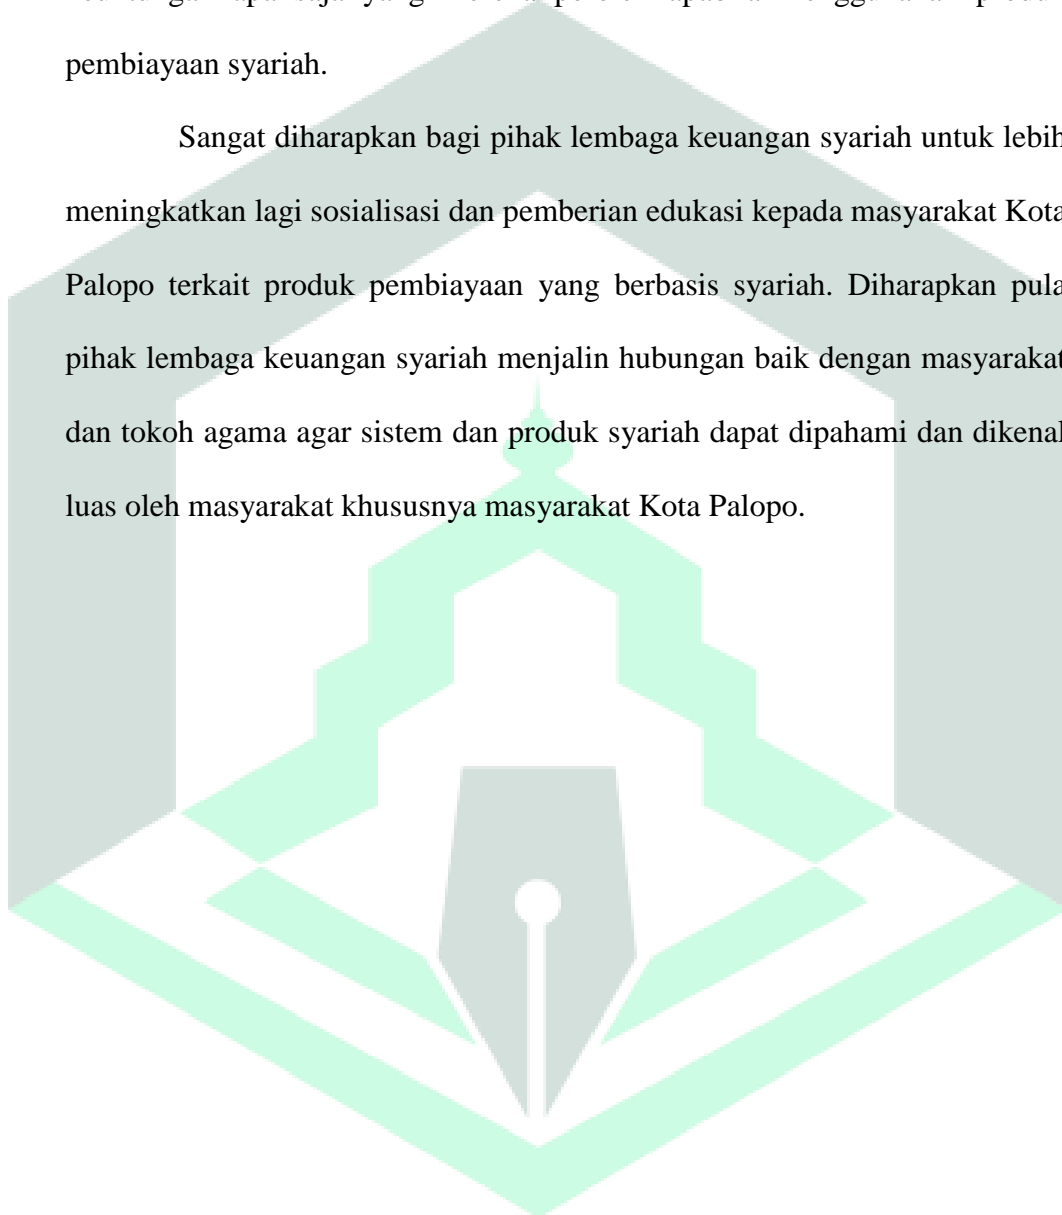 pembiayaan syariah.
Sangat diharapkan bagi pihak lembaga keuangan syariah untuk lebih
meningkatkan lagi sosialisasi dan pemberian edukasi kepada masyarakat Kota
Palopo terkait produk pembiayaan yang berbasis syariah. Diharapkan pula
pihak lembaga keuangan syariah menjalin hubungan baik dengan masyarakat
dan tokoh agama agar sistem dan produk syariah dapat dipahami dan dikenal
luas oleh masyarakat khususnya masyarakat Kota Palopo.